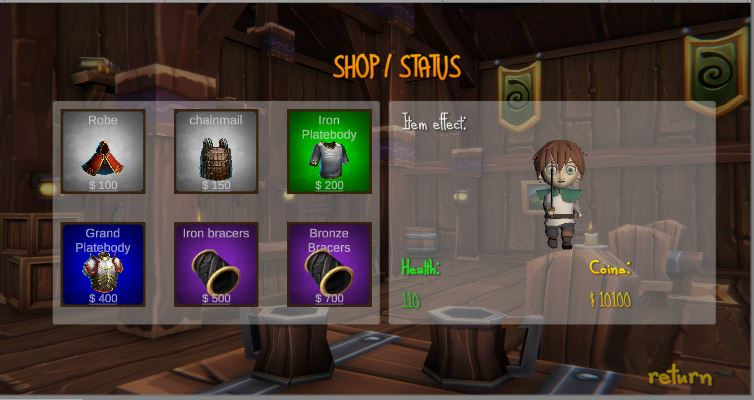 SHOP / STATUS
Robe
$ 100
chainmail
$ 150
Iron
Platebody
$ 200
Grand
Platebody
$ 400
Iron bracers
$ 500
Bronze
Bracers
$ 700
Item effect:
Health:
110
Coins:
$ 10100
return